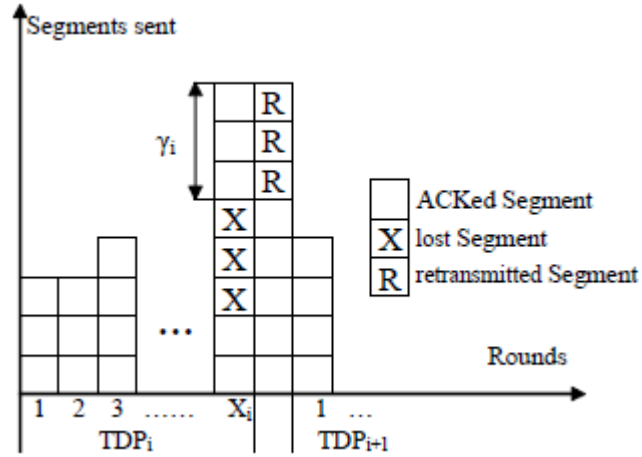 Segments sent
R
R
R
γi
X
X
X
...
ACKed Segment
X lost Segment
R retransmitted Segment
Rounds
1 2 3 ...... Xi 1 ...
TDPi TDPi+1